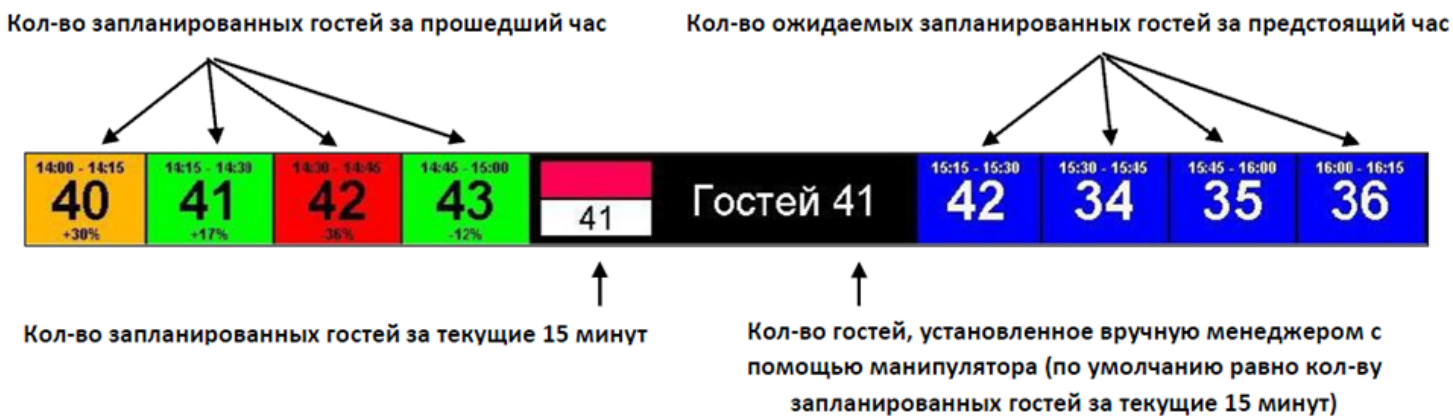 Кол-во запланированных гостей за прошедший час
Кол-во ожидаемых запланированных гостей за предстоящий час
14:00 - 14:15
40
+30%
14:15 - 14:30
41
+17%
14:30 - 14:45
42
-36%
14:45 - 15:00
43
-12%
41
Гостей 41
15:15 - 15:30
42
15:30 - 15:45
34
15:45 - 16:00
35
16:00 - 16:15
36
Кол-во запланированных гостей за текущие 15 минут
Кол-во гостей, установленное вручную менеджером с
помощью манипулятора (по умолчанию равно кол-ву
запланированных гостей за текущие 15 минут)